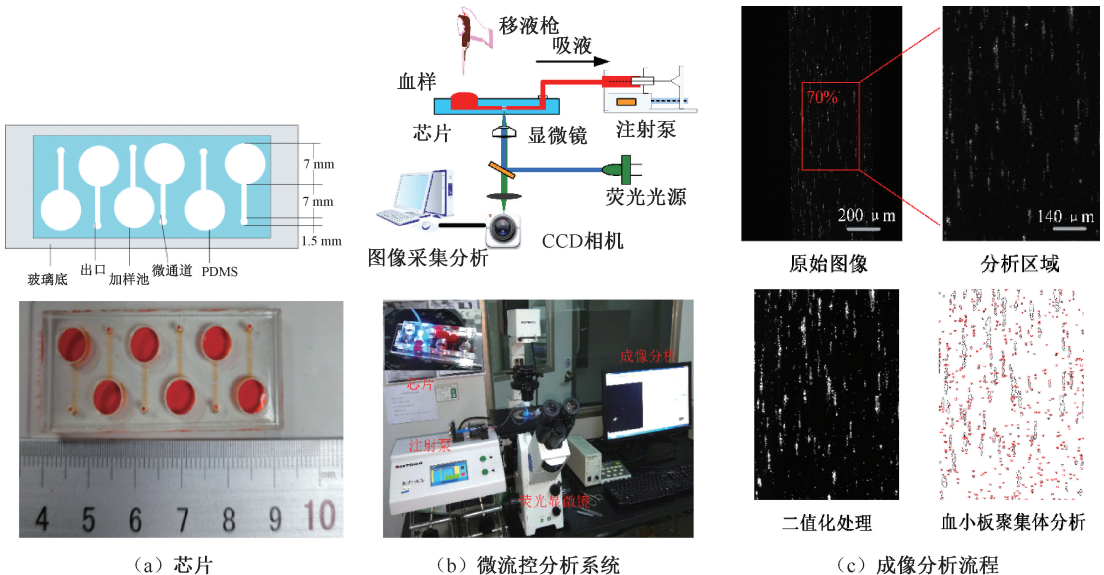 7 mm
7 mm
1.5 mm
玻璃底
出口
加样池
微通道
PDMS
4 5 6 7 8 9 10
(a) 芯片
移液枪
吸液
血样
芯片
显微镜
注射泵
荧光光源
CCD相机
图像采集分析
芯片
成像分析
注射泵
荧光显微镜
(b) 微流控分析系统
70%
200 μm
140 μm
原始图像
分析区域
二值化处理
血小板聚集体分析
(c) 成像分析流程